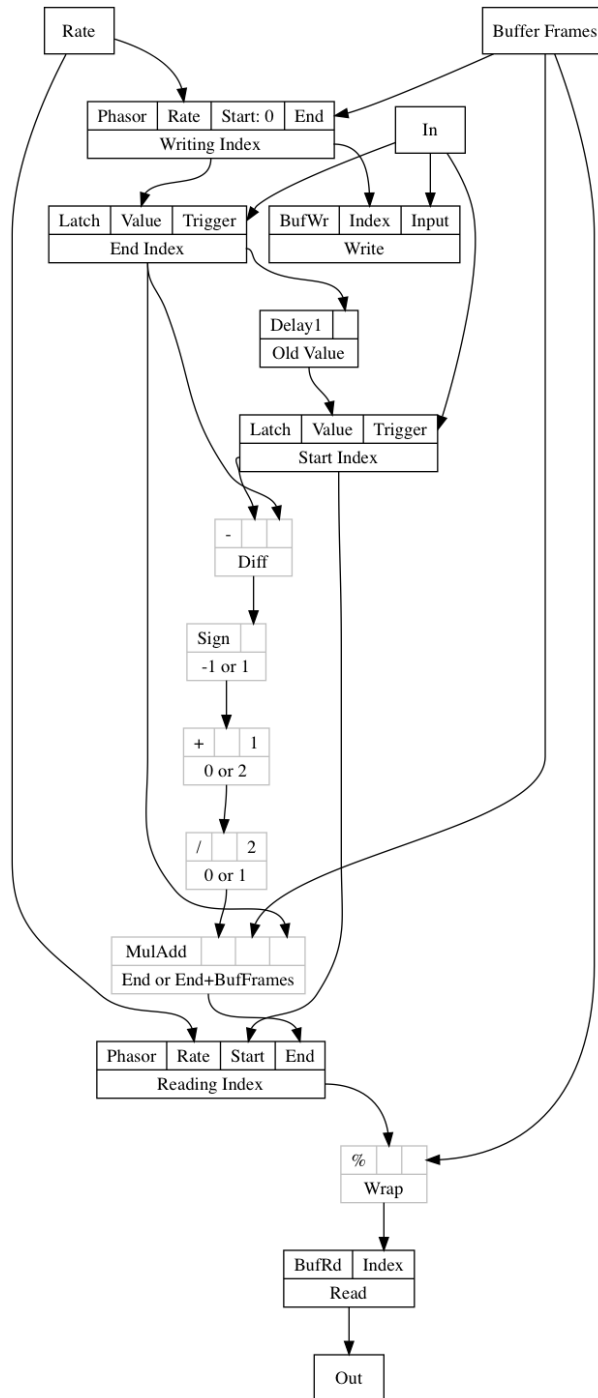 Rate
Buffer Frames
Phasor Rate Start: 0 End
Writing Index
In
Latch Value Trigger
End Index
BufWr Index Input
Write
Delay1
Old Value
Latch Value Trigger
Start Index
-
Diff
Sign
-1 or 1
+ 1
0 or 2
/ 2
0 or 1
MulAdd
End or End+BufFrames
Phasor Rate Start End
Reading Index
%
Wrap
BufRd Index
Read
Out